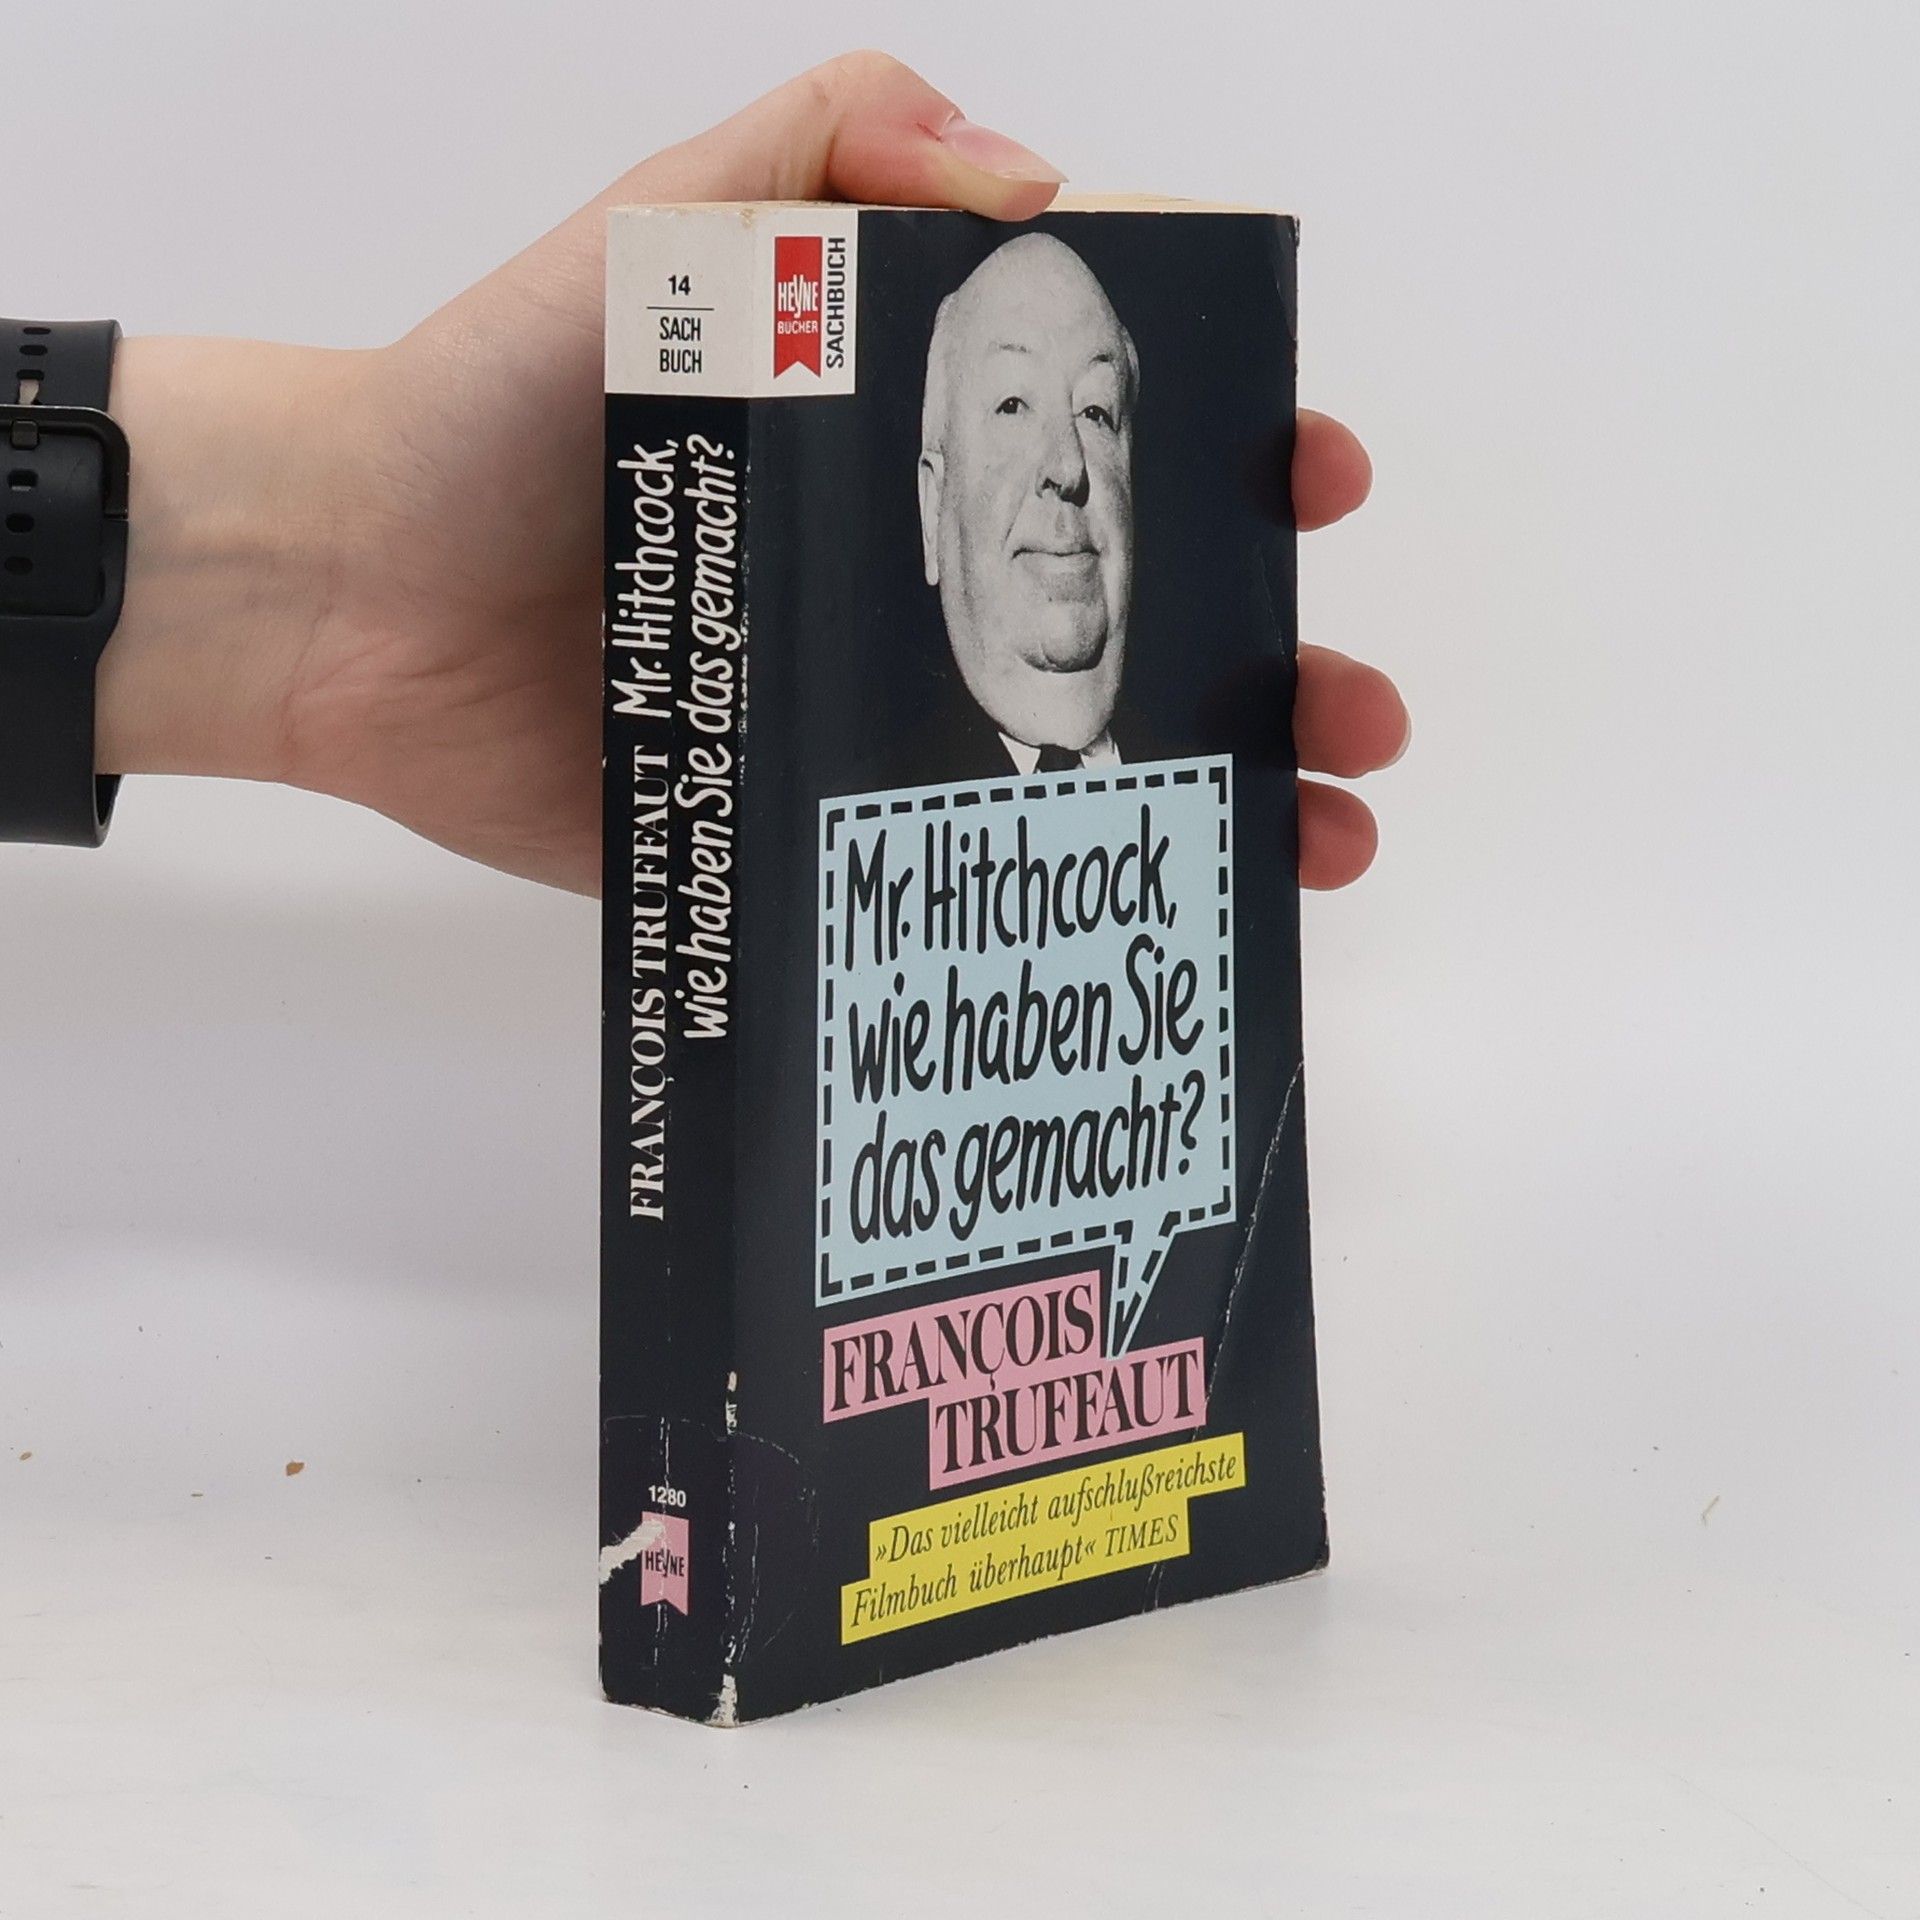 14
SACH
BUCH
FRANÇOIS TRUFFAUT Mr. Hitchcock,
wie haben Sie das gemacht?
1280
HEYNE
HEYNE
BÜCHER
SACHBUCH
Mr. Hitchcock,
wie haben Sie
das gemacht?
FRANÇOIS
TRUFFAUT
»Das vielleicht aufschlußreichste
Filmbuch überhaupt« TIMES